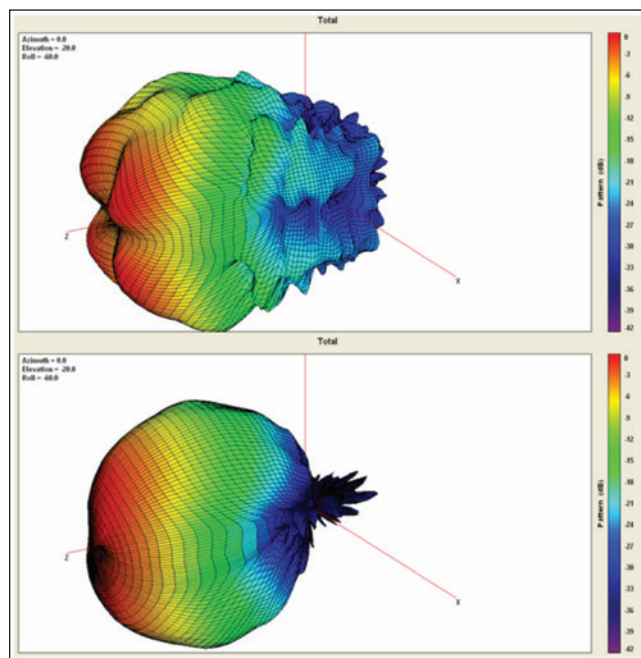 Total
Azimuth = 0.0
Elevation = -20.0
Roll = -60.0
Z
X
0
-3
-6
-9
-12
-15
-18
-21
-24
-27
-30
-33
-36
-39
-42
Pattern (dB)
Total
Azimuth = 0.0
Elevation = -20.0
Roll = -60.0
Z
X
0
-3
-6
-9
-12
-15
-18
-21
-24
-27
-30
-33
-36
-39
-42
Pattern (dB)